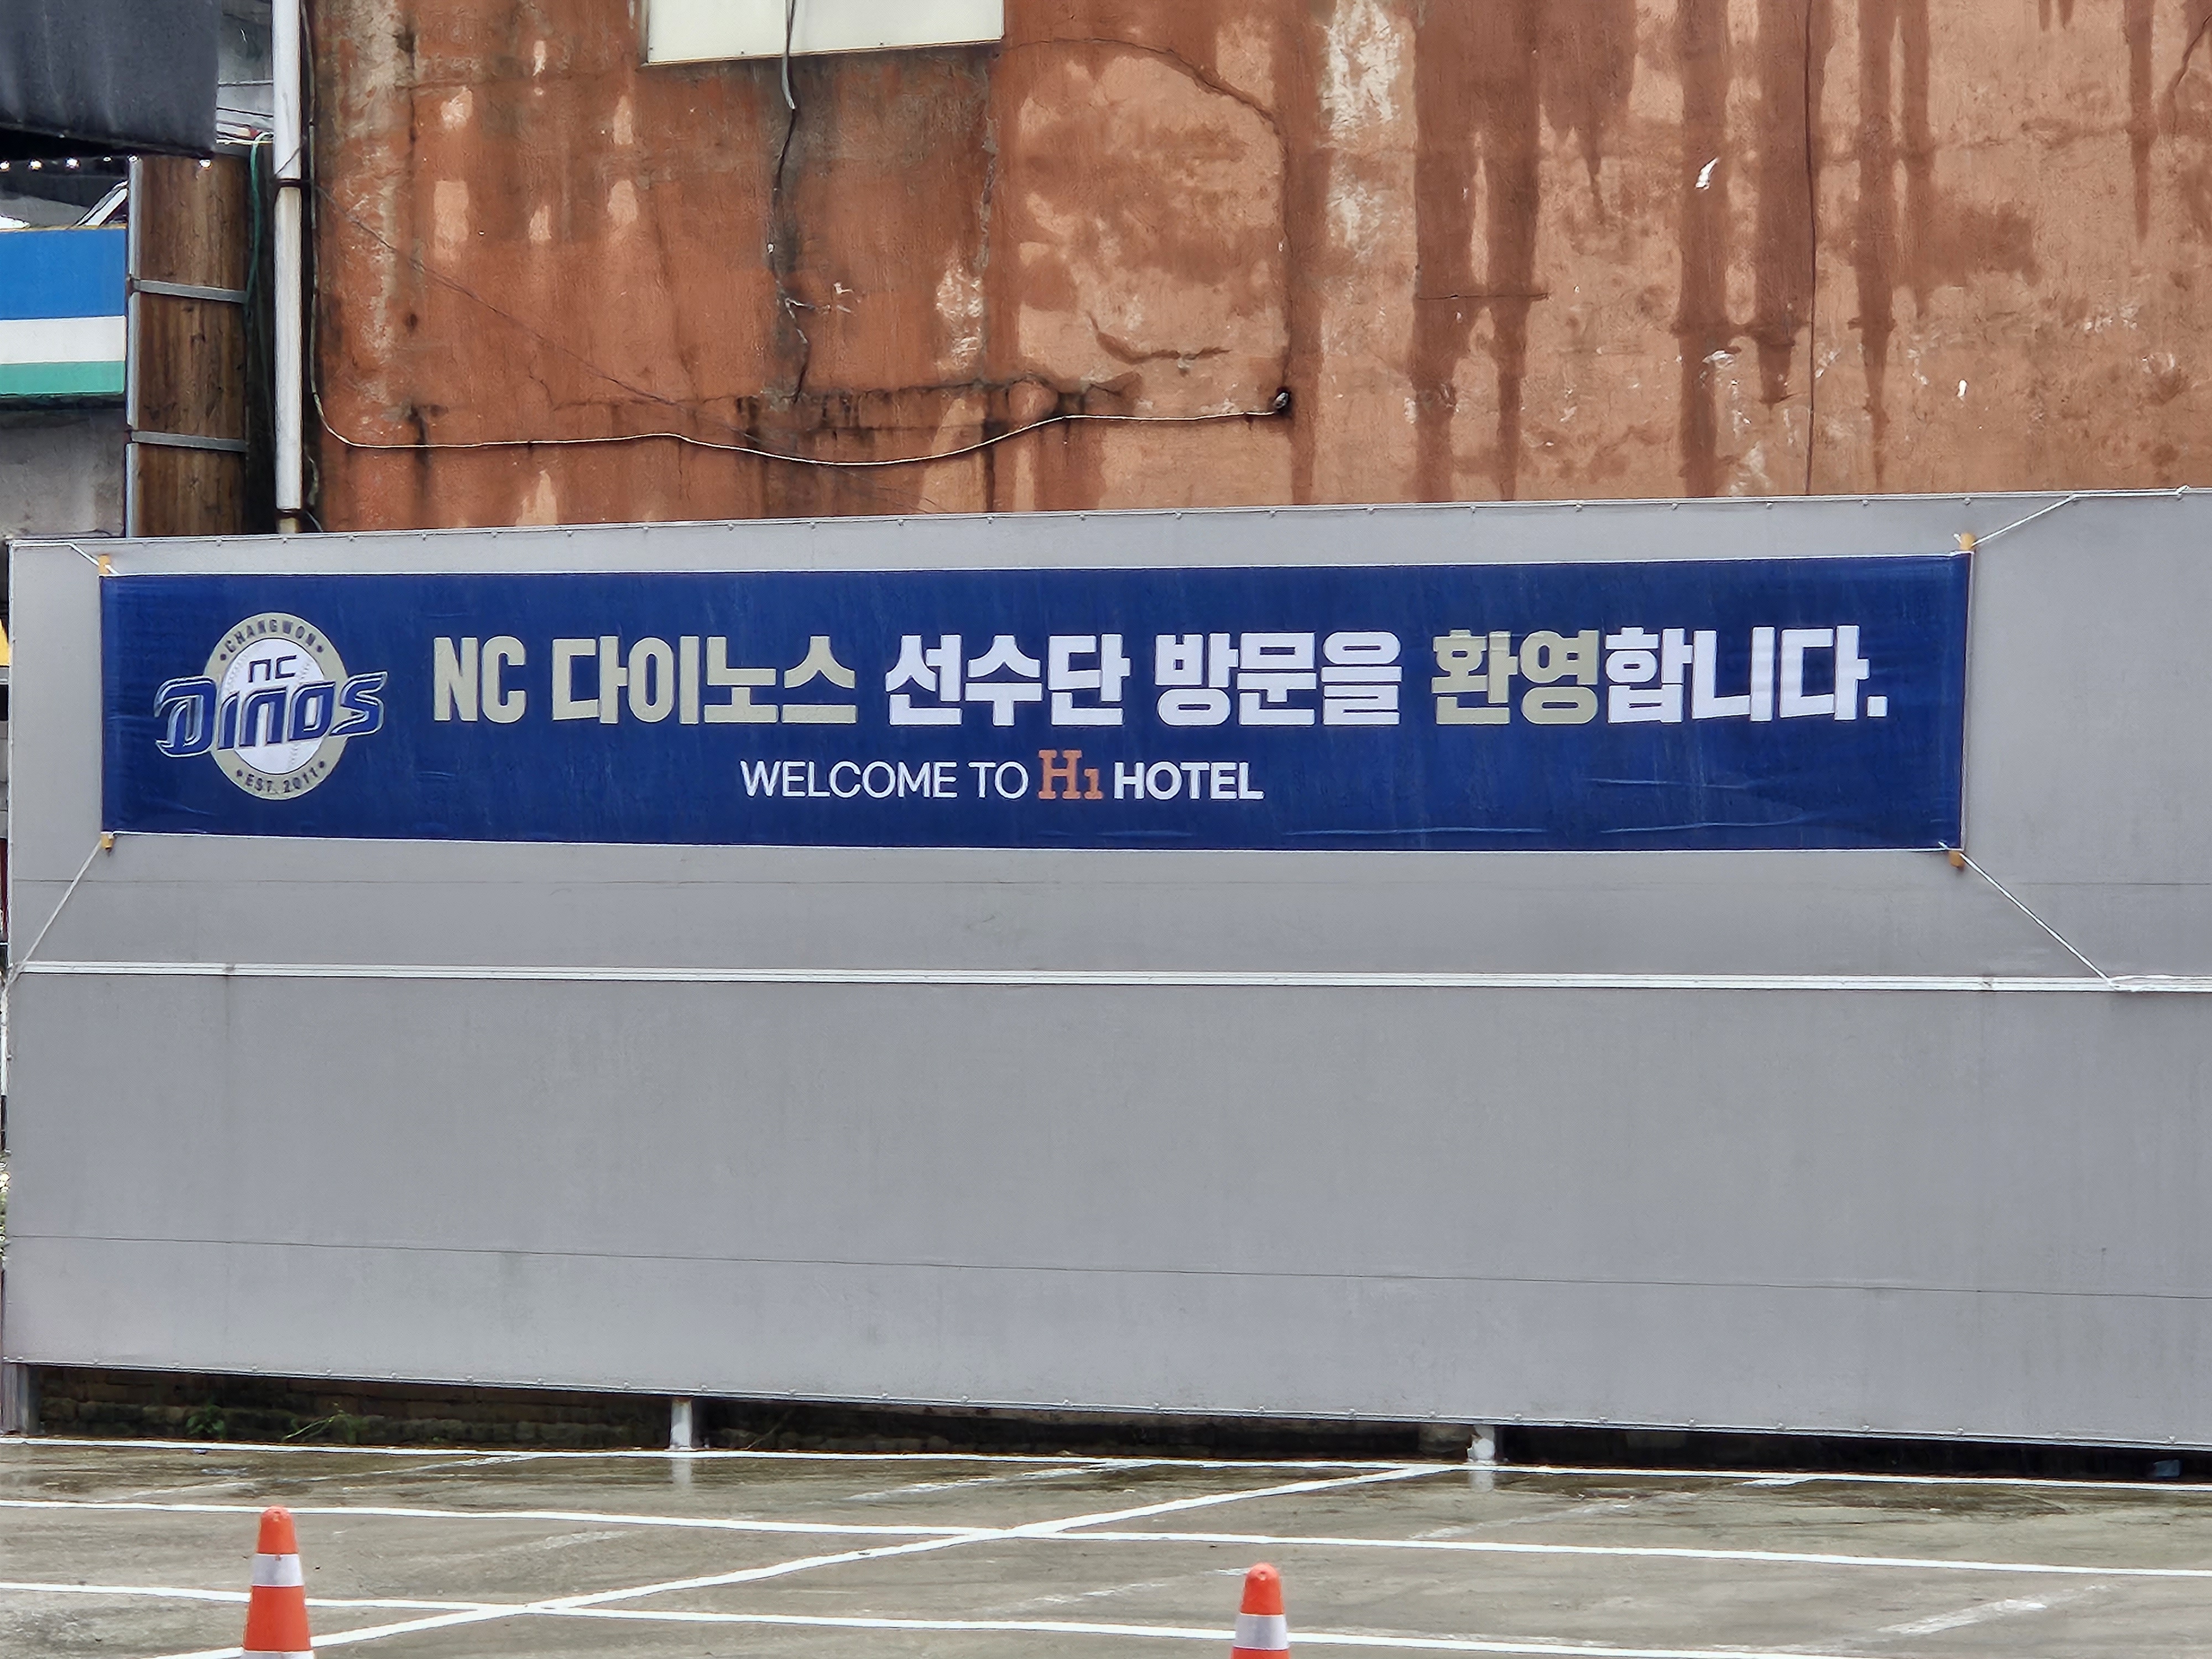 CHANGWON
NC
Dinos
EST. 2011
NC 다이노스 선수단 방문을 환영합니다.
WELCOME TO H1 HOTEL